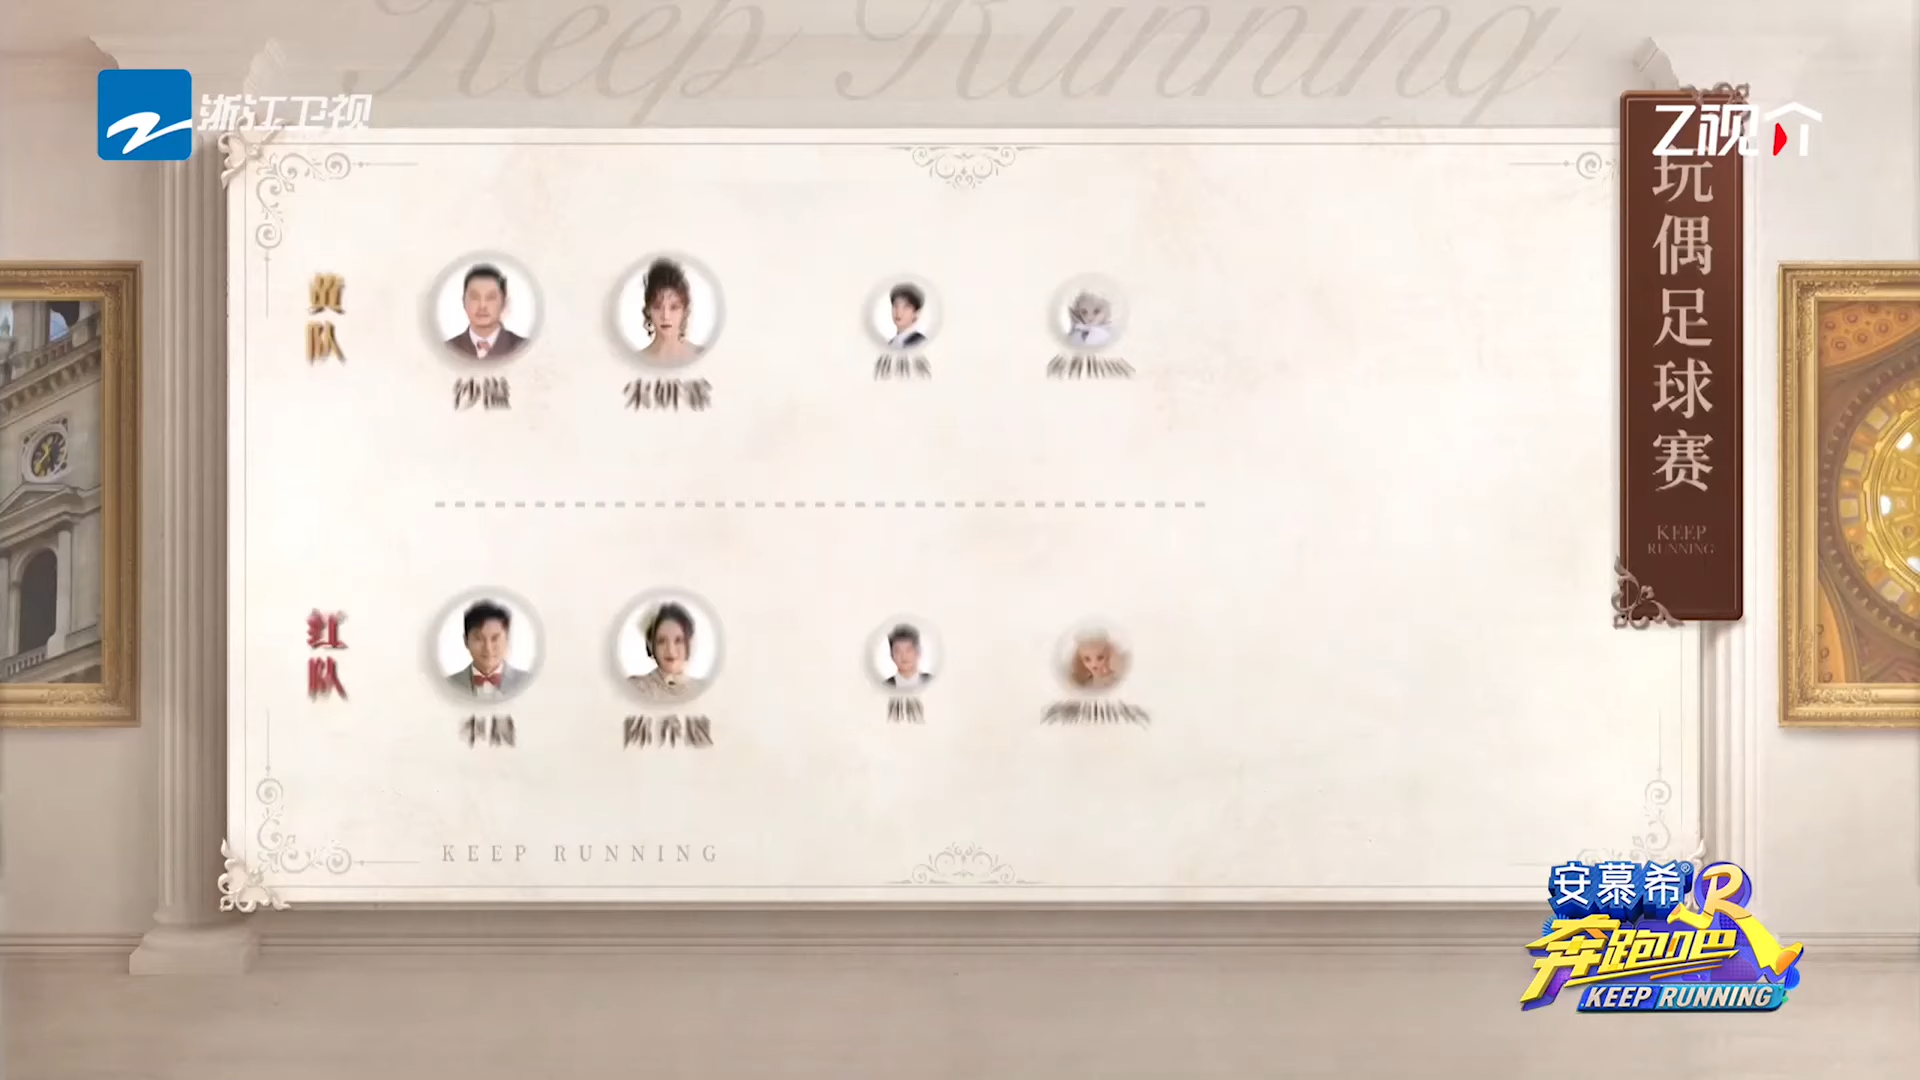 Keep Running
浙江卫视
Z视介
玩偶足球赛
KEEP
RUNNING
黄队
沙溢
宋妍霏
红队
李晨
陈乔恩
KEEP RUNNING
安慕希®
奔跑吧
KEEP RUNNING